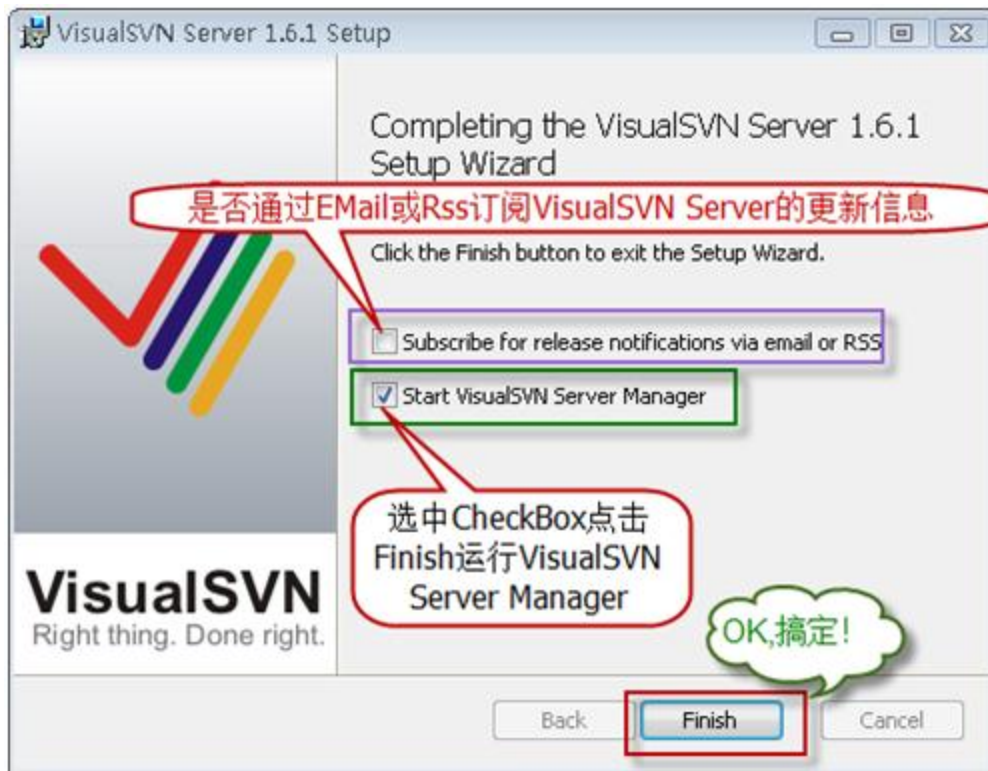 VisualSVN Server 1.6.1 Setup
Completing the VisualSVN Server 1.6.1
Setup Wizard
是否通过EMail或Rss订阅VisualSVN Server的更新信息
Click the Finish button to exit the Setup Wizard.
Subscribe for release notifications via email or RSS
Start VisualSVN Server Manager
选中CheckBox点击
Finish运行VisualSVN
Server Manager
VisualSVN
Right thing. Done right.
OK,搞定!
Back
Finish
Cancel